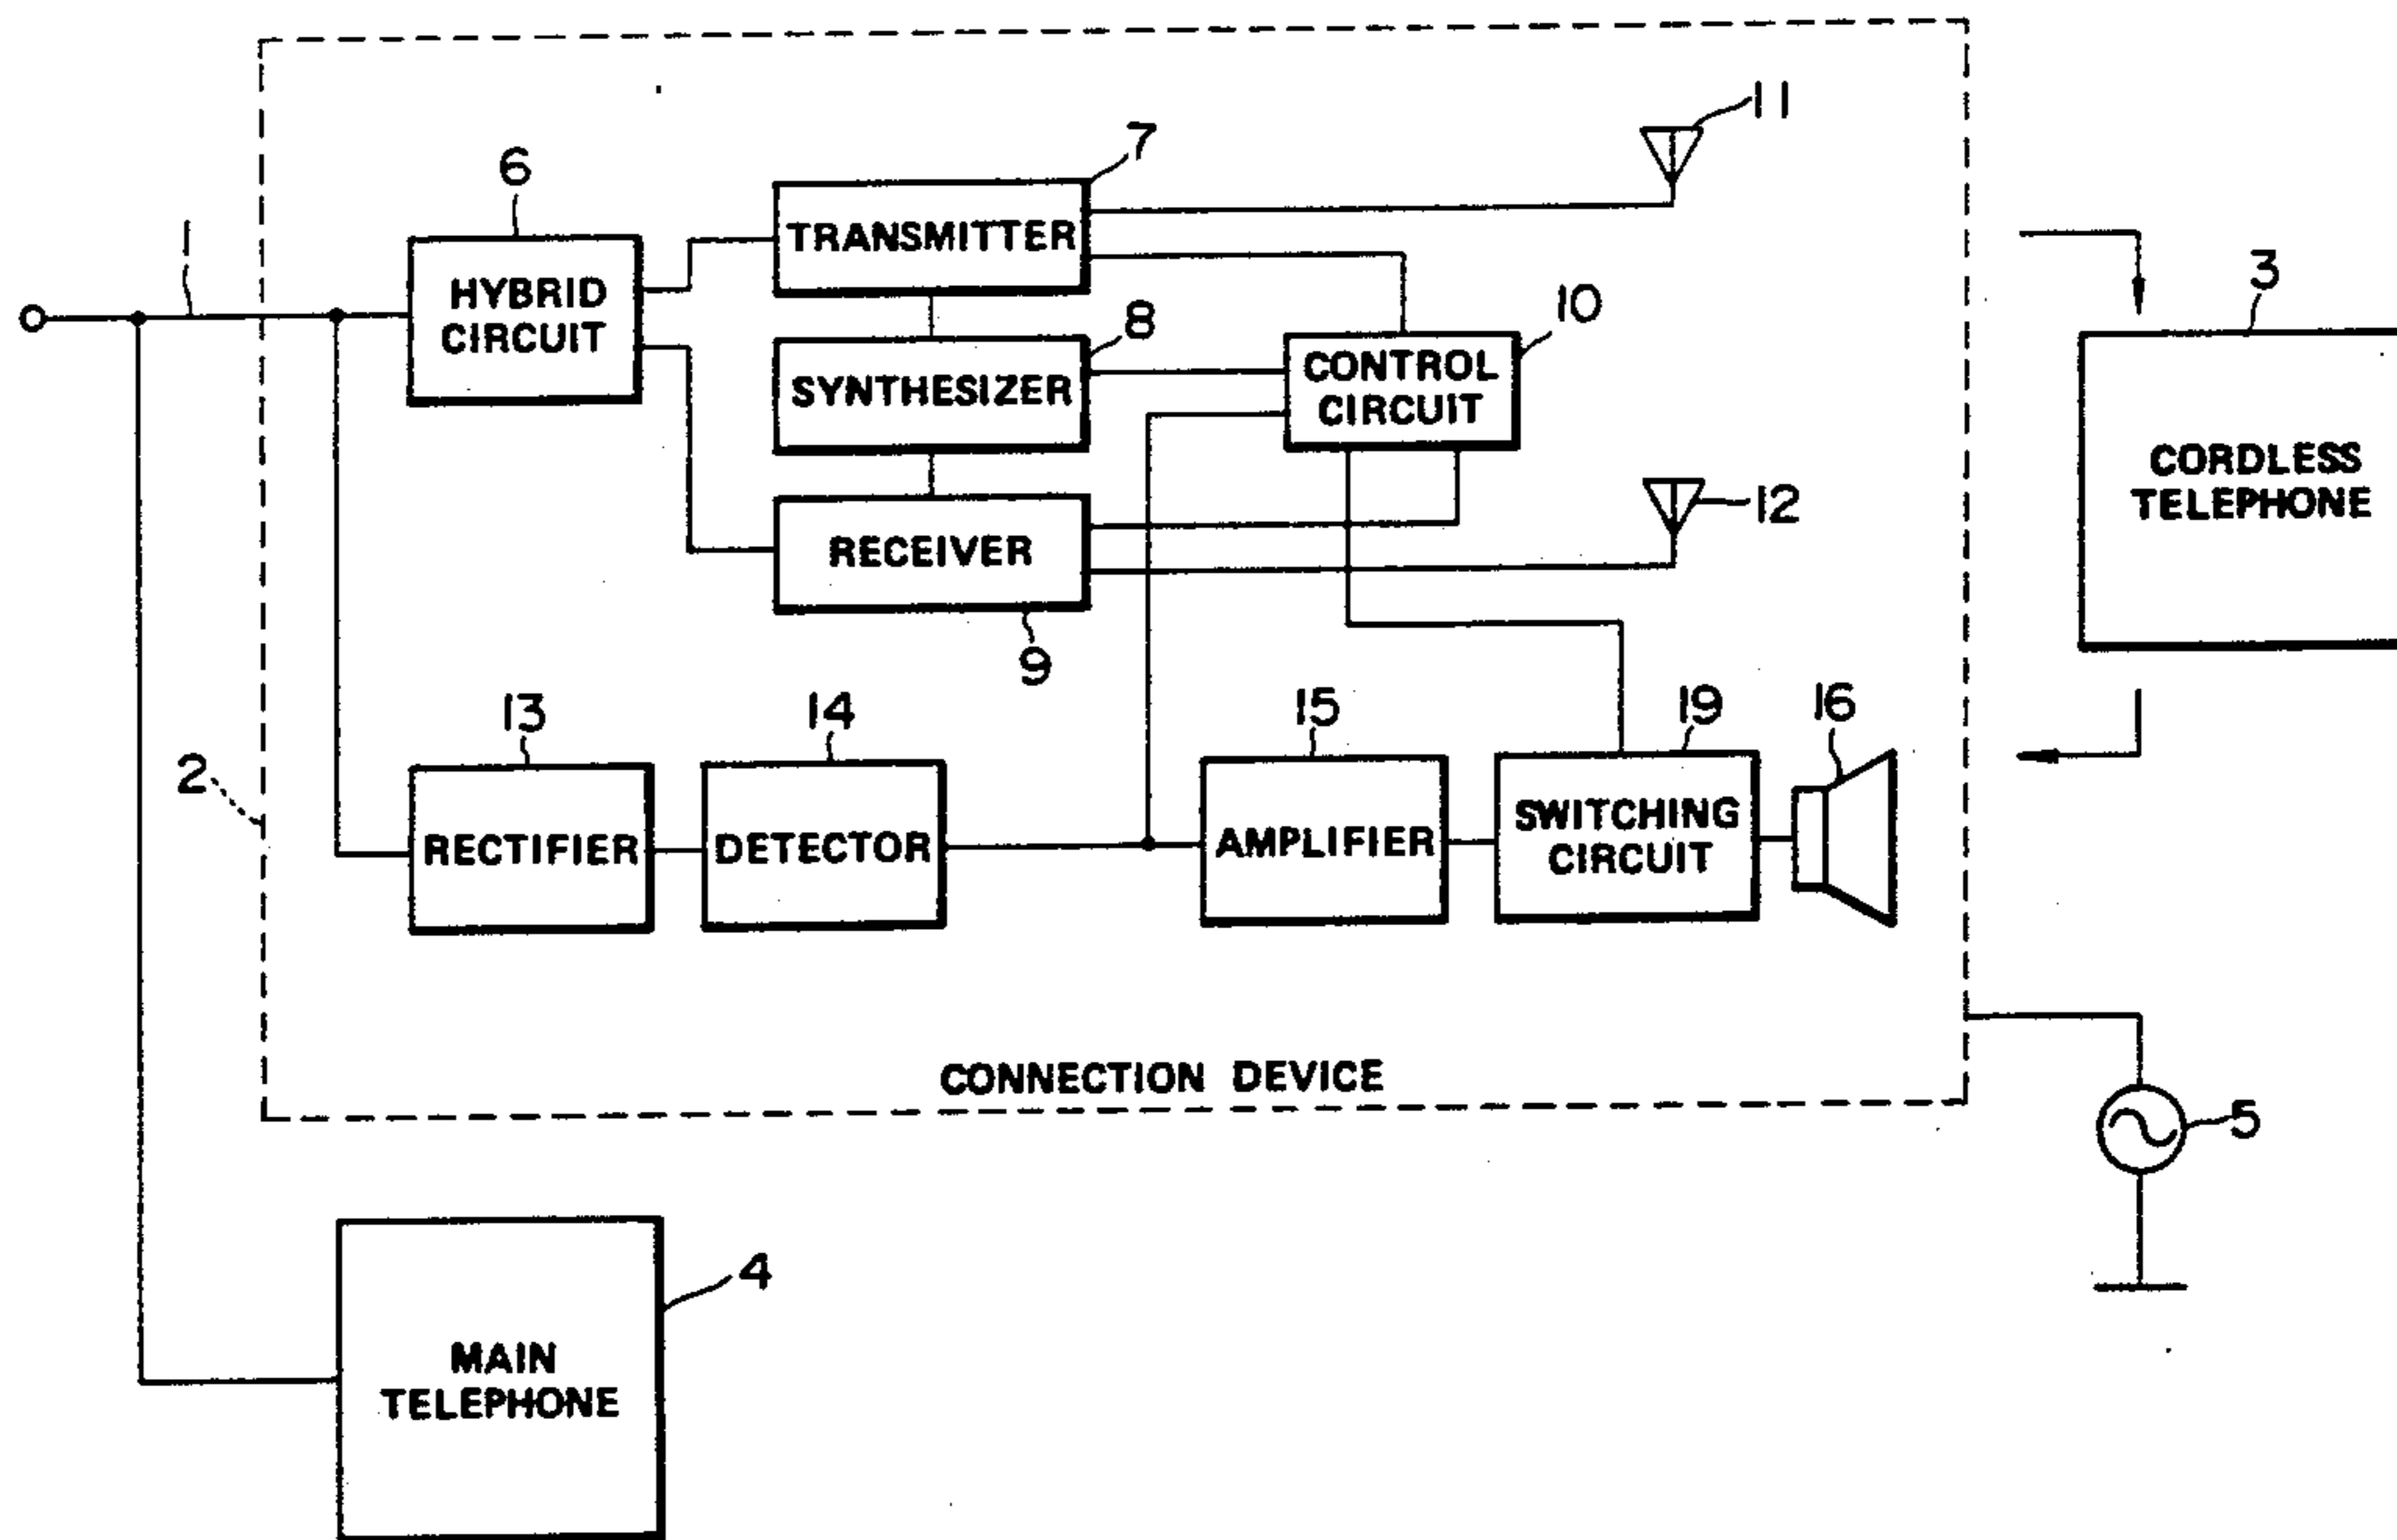 11
7
6
1
TRANSMITTER
HYBRID
CIRCUIT
3
10
8
CONTROL
CIRCUIT
SYNTHESIZER
CORDLESS
TELEPHONE
12
RECEIVER
9
13
14
15
19
16
2
RECTIFIER
DETECTOR
AMPLIFIER
SWITCHING
CIRCUIT
CONNECTION DEVICE
5
4
MAIN
TELEPHONE